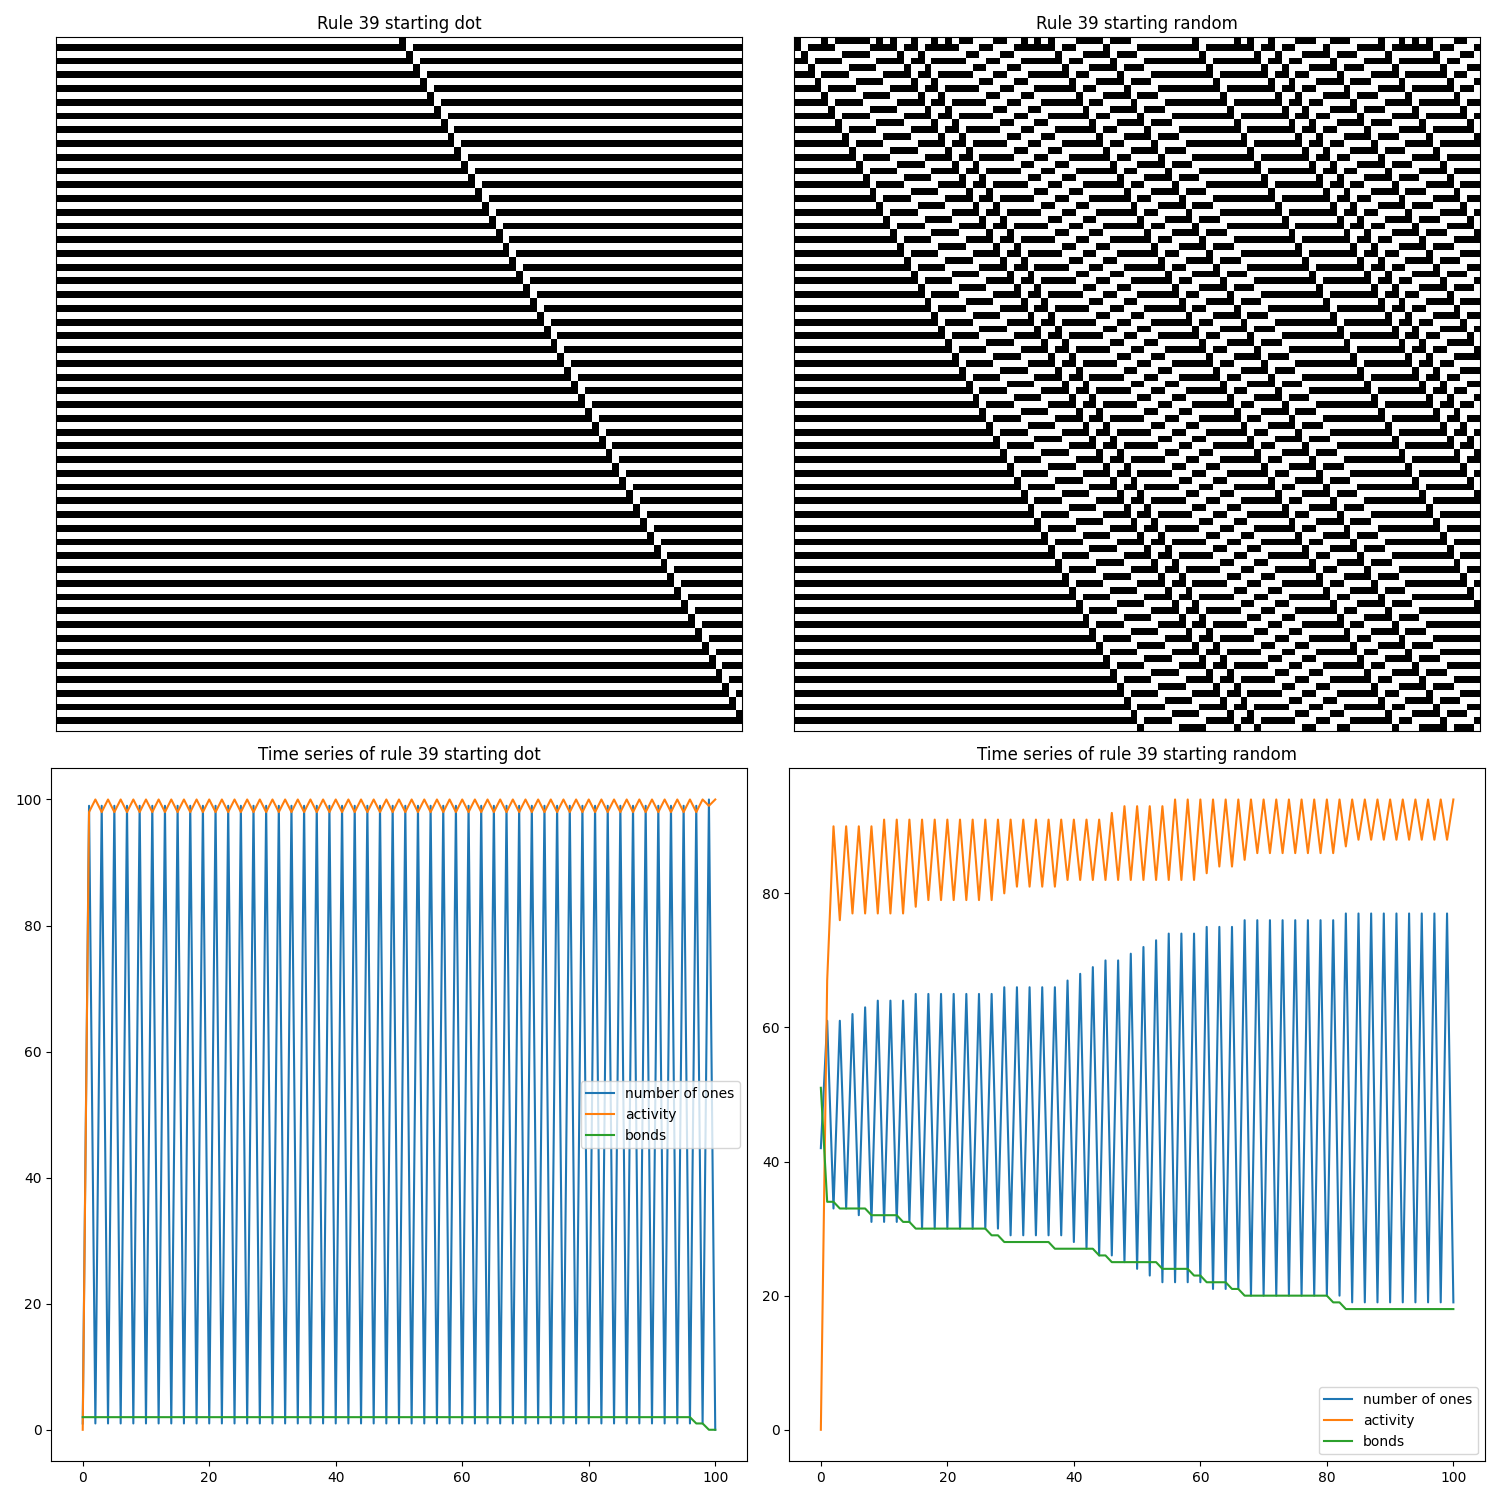 Rule 39 starting dot
Rule 39 starting random
Time series of rule 39 starting dot
100
80
60
40
20
0
0 20 40 60 80 100
number of ones
activity
bonds
Time series of rule 39 starting random
80
60
40
20
0
0 20 40 60 80 100
number of ones
activity
bonds